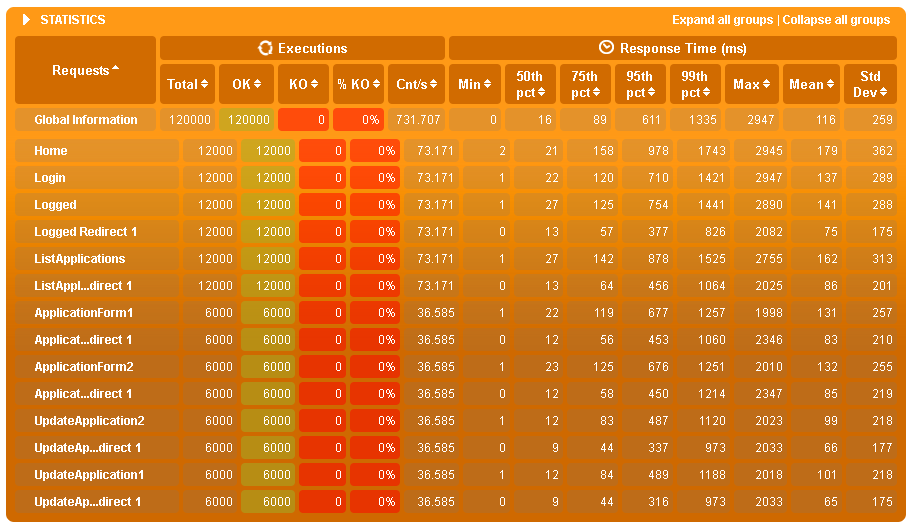 STATISTICS Expand all groups | Collapse all groups
Executions Response Time (ms)
Requests Total OK KO % KO Cnt/s Min 50th pct 75th pct 95th pct 99th pct Max Mean Std Dev
Global Information 120000 120000 0 0% 731.707 0 16 89 611 1335 2947 116 259
Home 12000 12000 0 0% 73.171 2 21 158 978 1743 2945 179 362
Login 12000 12000 0 0% 73.171 1 22 120 710 1421 2947 137 289
Logged 12000 12000 0 0% 73.171 1 27 125 754 1441 2890 141 288
Logged Redirect 1 12000 12000 0 0% 73.171 0 13 57 377 826 2082 75 175
ListApplications 12000 12000 0 0% 73.171 1 27 142 878 1525 2755 162 313
ListAppl...direct 1 12000 12000 0 0% 73.171 0 13 64 456 1064 2025 86 201
ApplicationForm1 6000 6000 0 0% 36.585 1 22 119 677 1257 1998 131 257
Applicat...direct 1 6000 6000 0 0% 36.585 0 12 56 453 1060 2346 83 210
ApplicationForm2 6000 6000 0 0% 36.585 1 23 125 676 1251 2010 132 255
Applicat...direct 1 6000 6000 0 0% 36.585 0 12 58 450 1214 2347 85 219
UpdateApplication2 6000 6000 0 0% 36.585 1 12 83 487 1120 2023 99 218
UpdateAp...direct 1 6000 6000 0 0% 36.585 0 9 44 337 973 2033 66 177
UpdateApplication1 6000 6000 0 0% 36.585 1 12 84 489 1188 2018 101 218
UpdateAp...direct 1 6000 6000 0 0% 36.585 0 9 44 316 973 2033 65 175